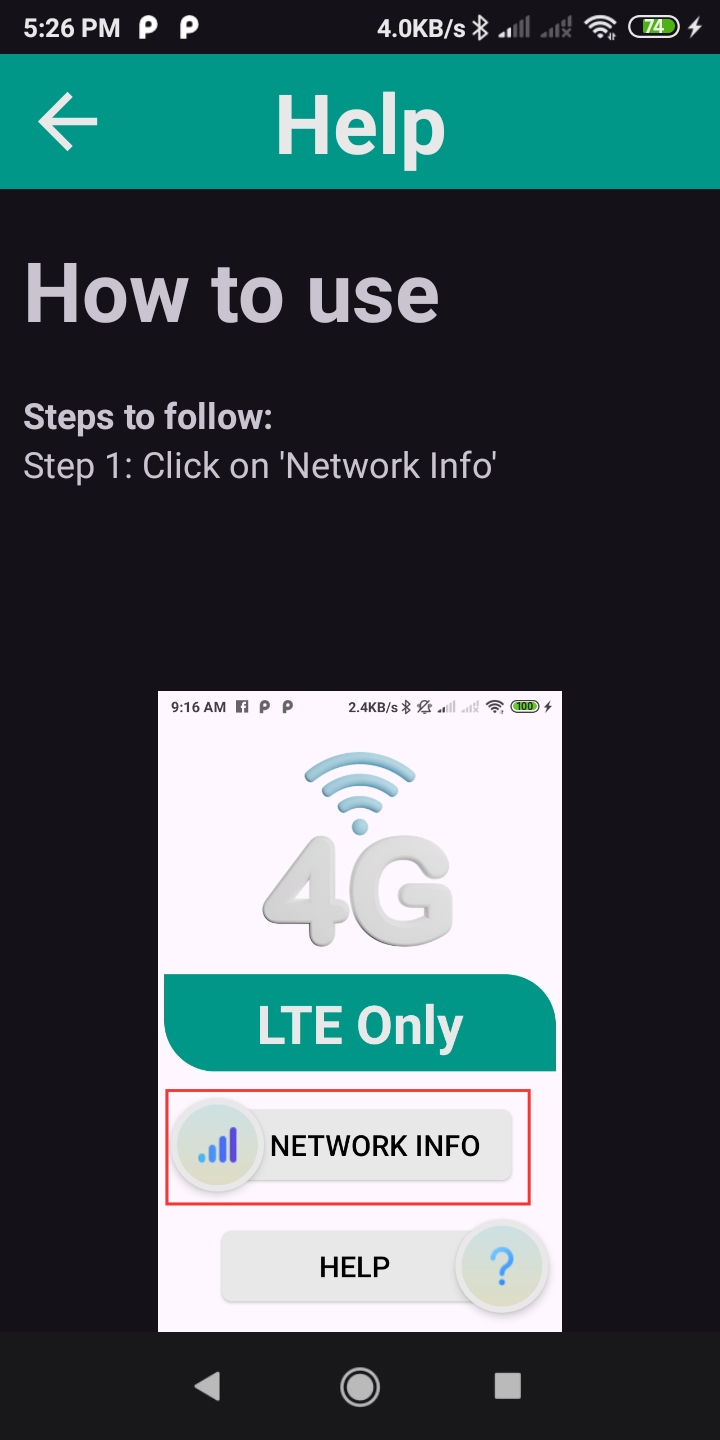 5:26 PM 4.0KB/s 74
Help
How to use
Steps to follow:
Step 1: Click on 'Network Info'
9:16 AM 2.4KB/s 100
4G
LTE Only
NETWORK INFO
HELP ?